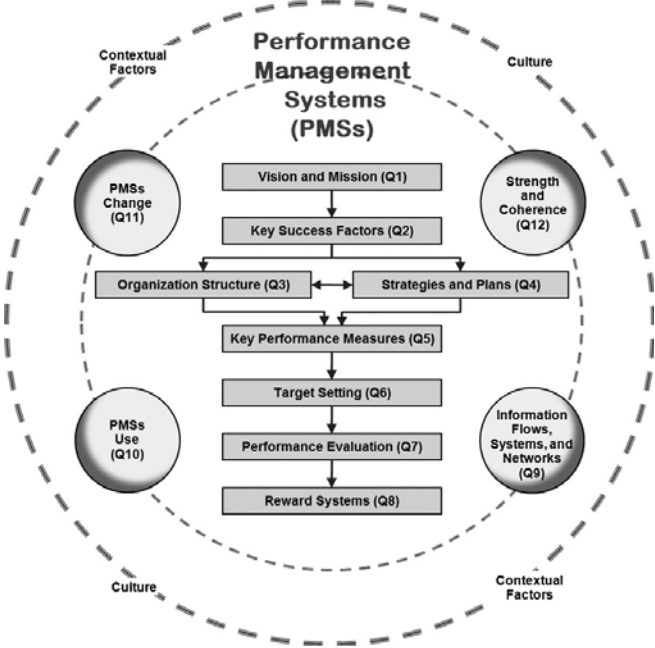 Performance
Management
Systems
(PMSs)
Contextual
Factors
Culture
PMSs
Change
(Q11)
Vision and Mission (Q1)
Strength
and
Coherence
(Q12)
Key Success Factors (Q2)
Organization Structure (Q3)
Strategies and Plans (Q4)
Key Performance Measures (Q5)
Target Setting (Q6)
PMSs
Use
(Q10)
Performance Evaluation (Q7)
Information
Flows,
Systems, and
Networks
(Q9)
Reward Systems (Q8)
Culture
Contextual
Factors